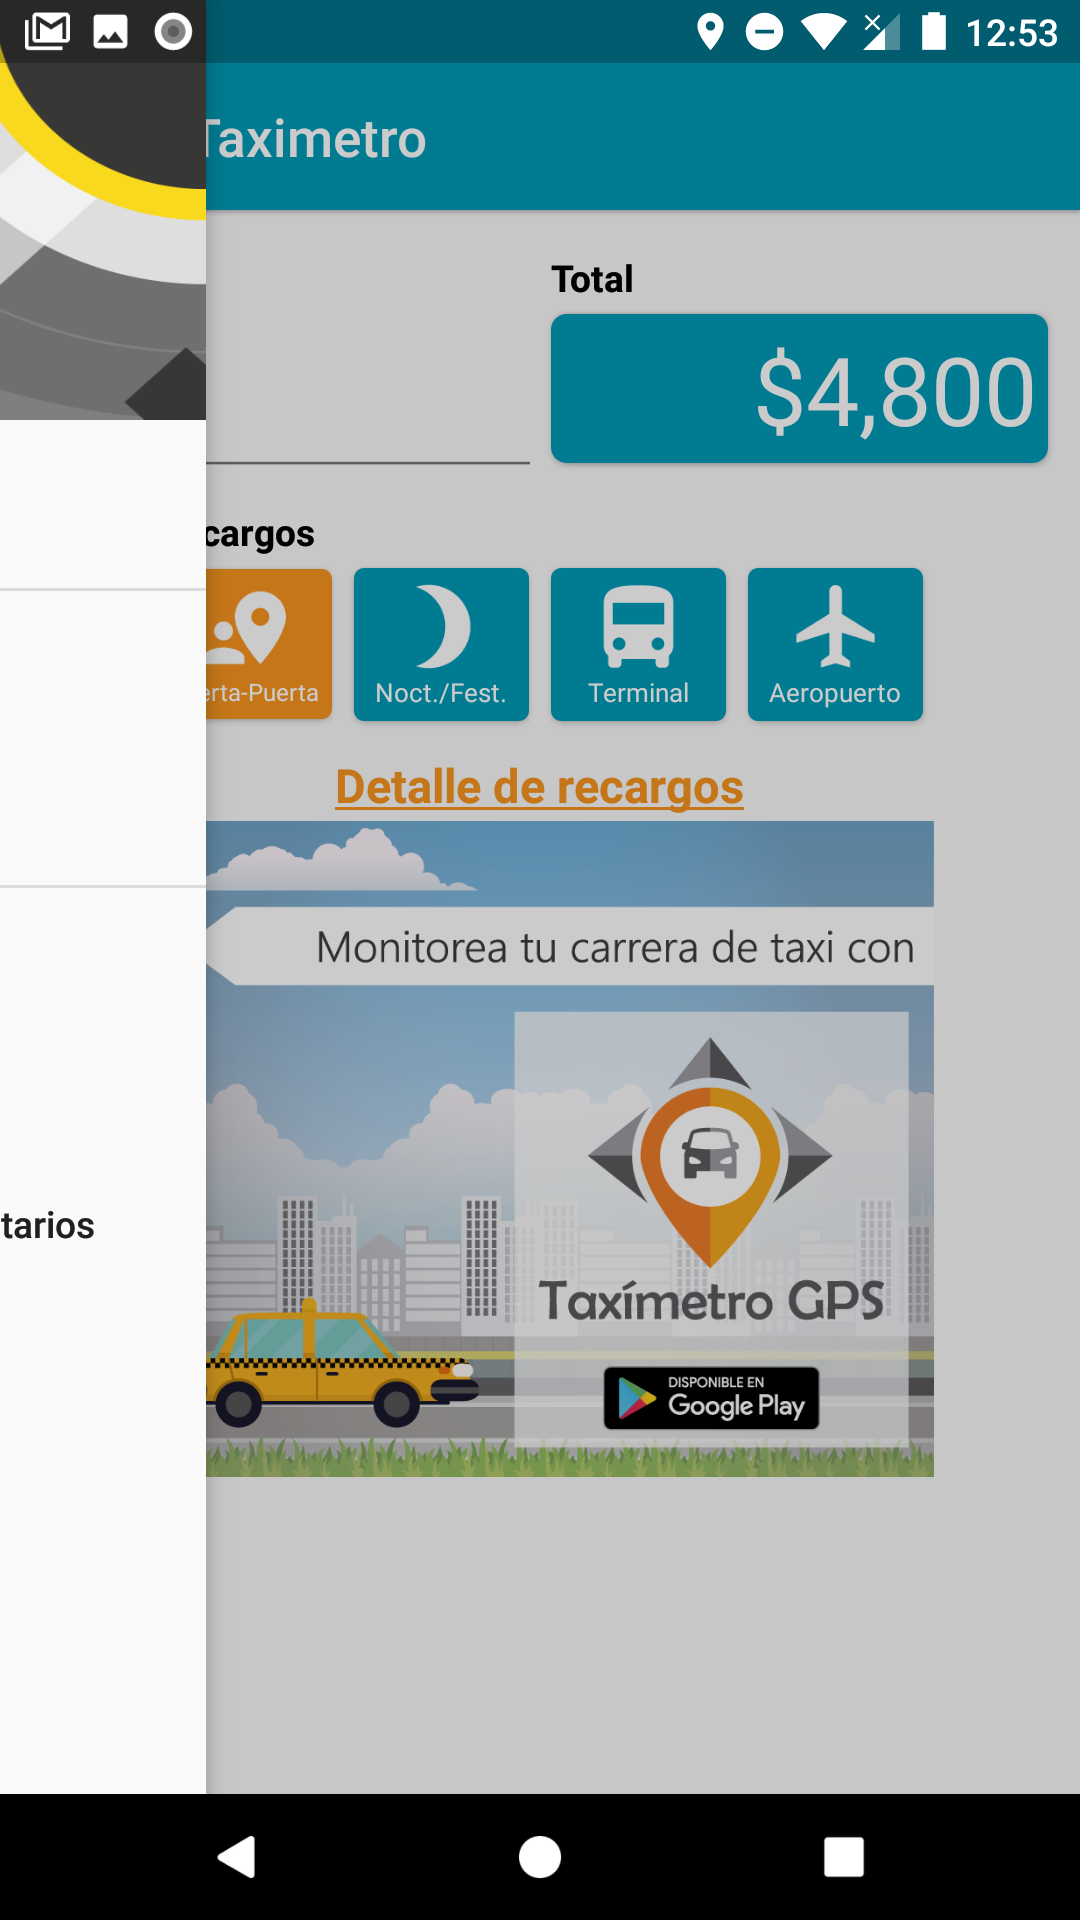 12:53
Taximetro
Total
$4,800
cargos
erta-Puerta
Noct./Fest.
Terminal
Aeropuerto
Detalle de recargos
Monitorea tu carrera de taxi con
tarios
Taxímetro GPS
DISPONIBLE EN
Google Play